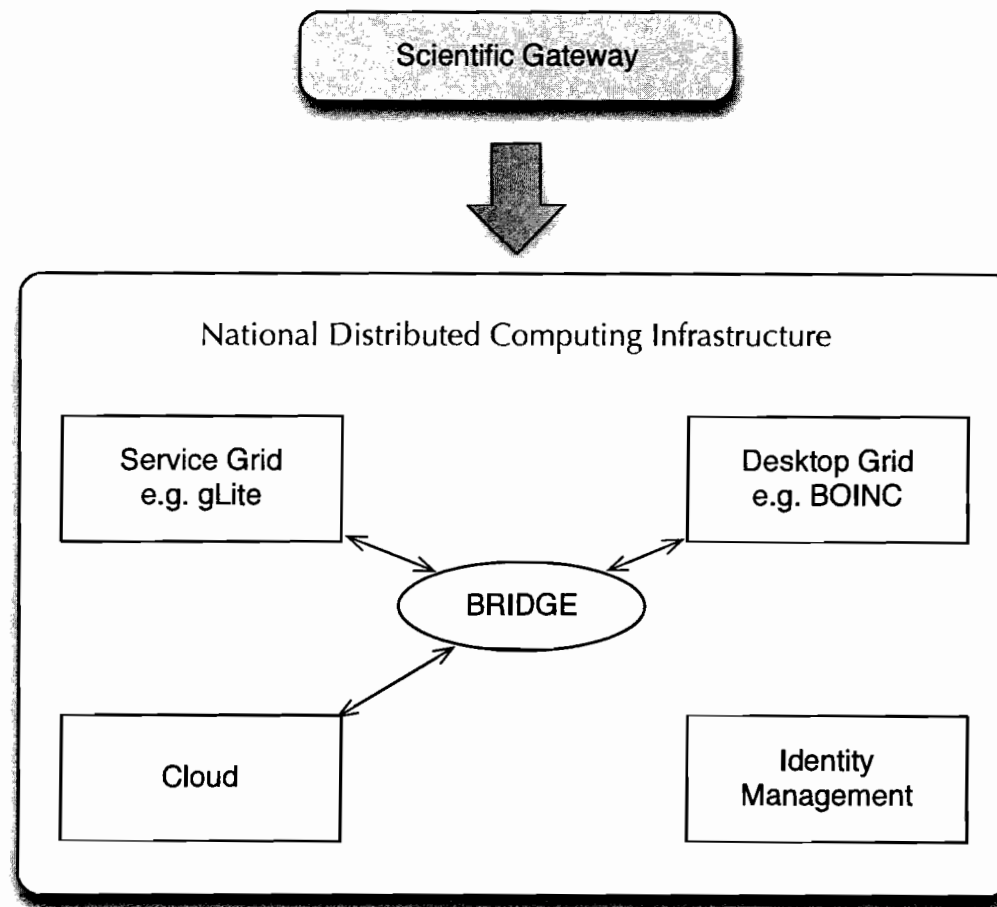 Scientific Gateway
National Distributed Computing Infrastructure
Service Grid
e.g. gLite
Desktop Grid
e.g. BOINC
BRIDGE
Cloud
Identity
Management